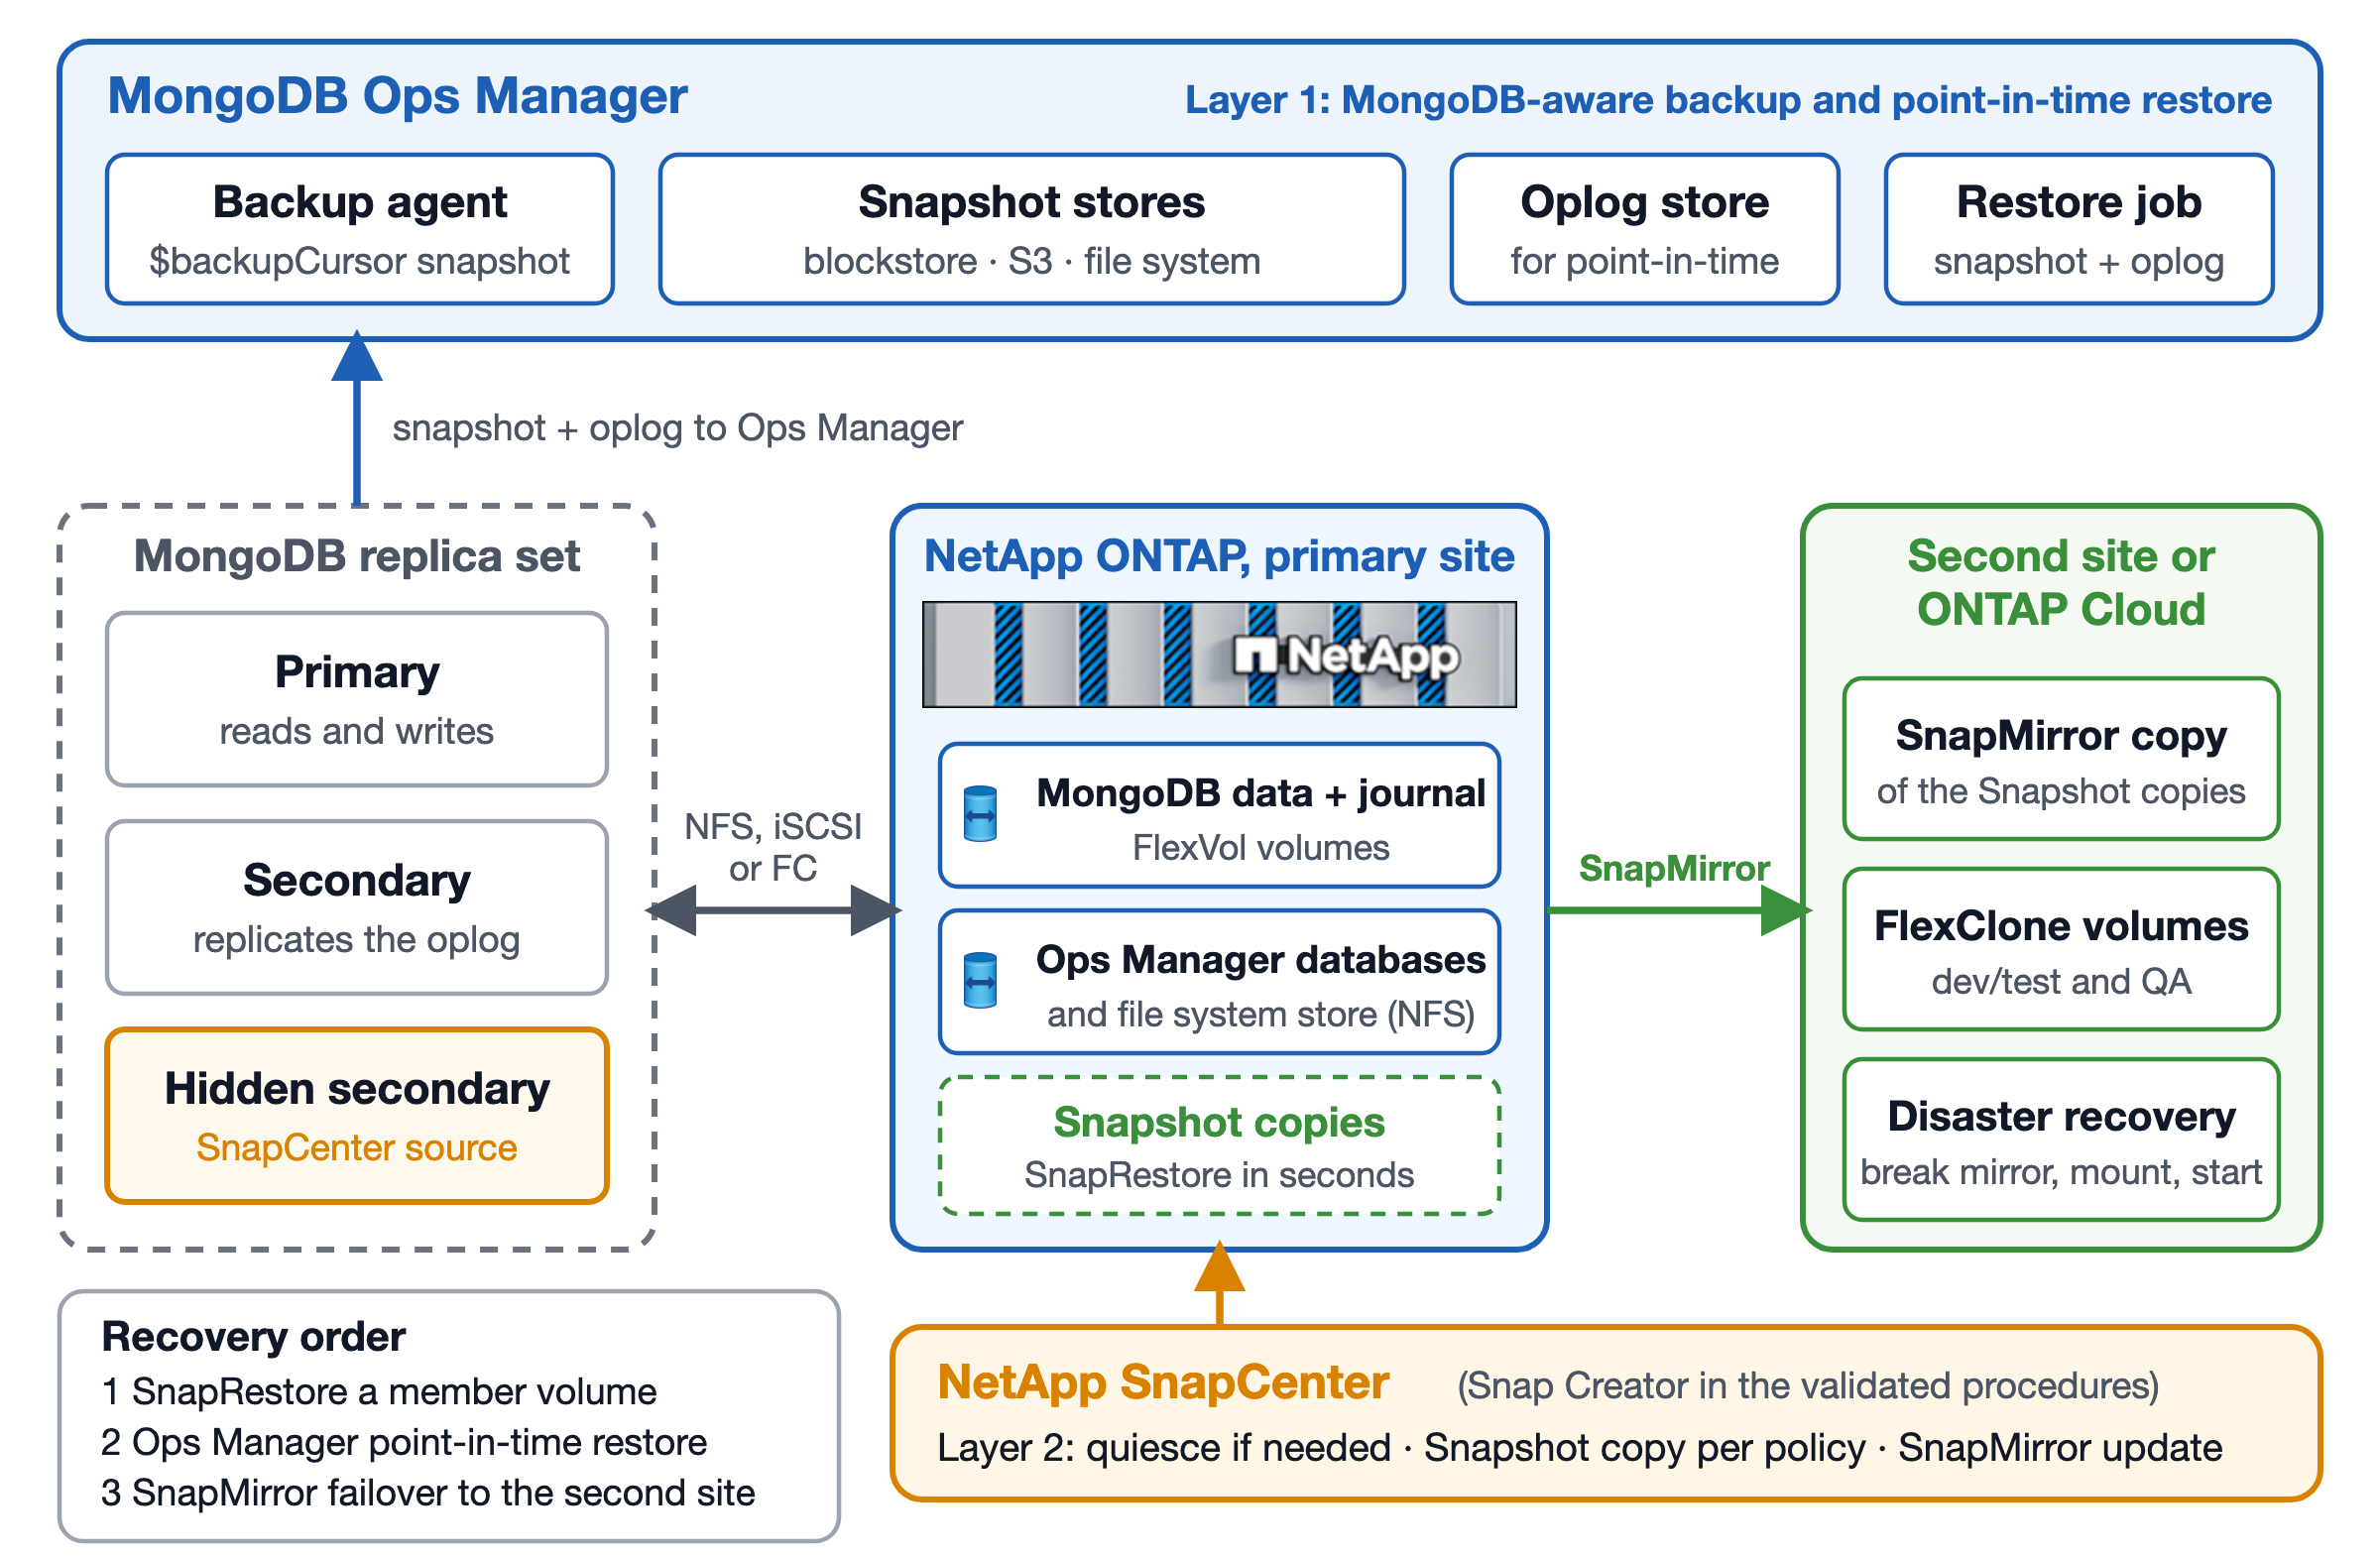 MongoDB Ops Manager
Layer 1: MongoDB-aware backup and point-in-time restore
Backup agent
$backupCursor snapshot
Snapshot stores
blockstore · S3 · file system
Oplog store
for point-in-time
Restore job
snapshot + oplog
snapshot + oplog to Ops Manager
MongoDB replica set
Primary
reads and writes
Secondary
replicates the oplog
Hidden secondary
SnapCenter source
NFS, iSCSI
or FC
NetApp ONTAP, primary site
NetApp
MongoDB data + journal
FlexVol volumes
Ops Manager databases
and file system store (NFS)
Snapshot copies
SnapRestore in seconds
SnapMirror
Second site or
ONTAP Cloud
SnapMirror copy
of the Snapshot copies
FlexClone volumes
dev/test and QA
Disaster recovery
break mirror, mount, start
Recovery order
1 SnapRestore a member volume
2 Ops Manager point-in-time restore
3 SnapMirror failover to the second site
NetApp SnapCenter
(Snap Creator in the validated procedures)
Layer 2: quiesce if needed · Snapshot copy per policy · SnapMirror update